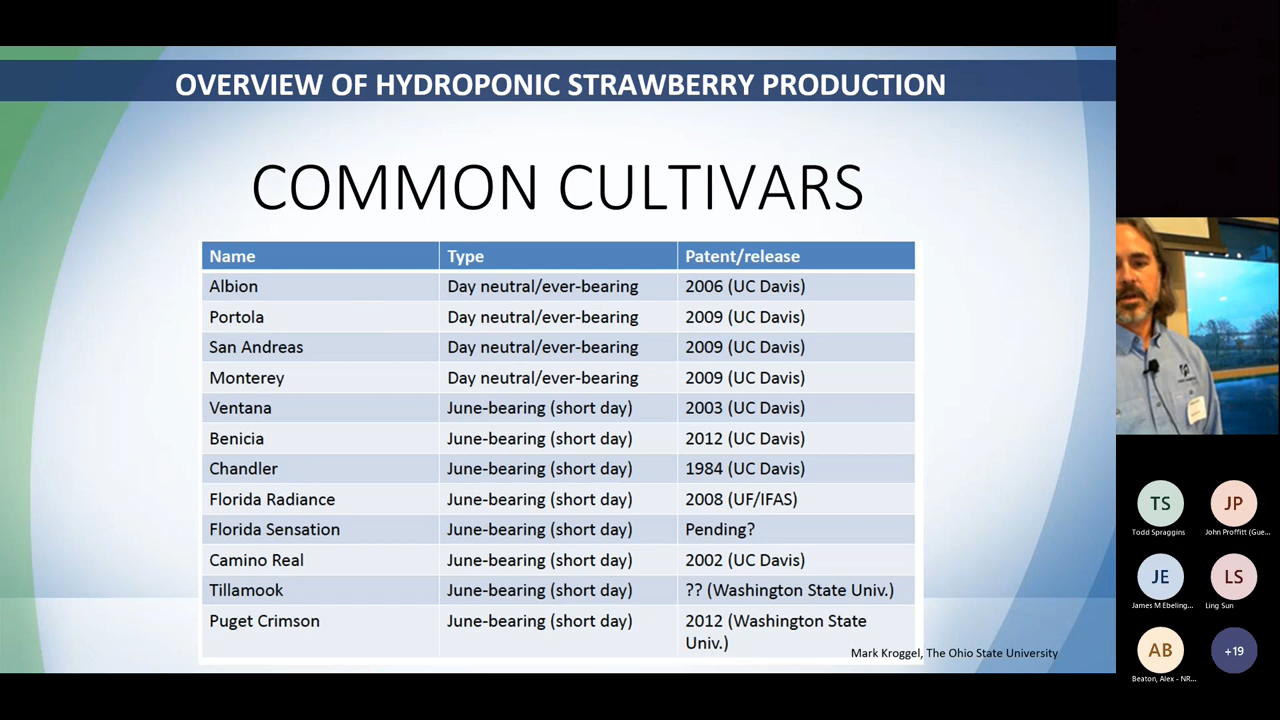 OVERVIEW OF HYDROPONIC STRAWBERRY PRODUCTION
COMMON CULTIVARS
Name Type Patent/release
Albion Day neutral/ever-bearing 2006 (UC Davis)
Portola Day neutral/ever-bearing 2009 (UC Davis)
San Andreas Day neutral/ever-bearing 2009 (UC Davis)
Monterey Day neutral/ever-bearing 2009 (UC Davis)
Ventana June-bearing (short day) 2003 (UC Davis)
Benicia June-bearing (short day) 2012 (UC Davis)
Chandler June-bearing (short day) 1984 (UC Davis)
Florida Radiance June-bearing (short day) 2008 (UF/IFAS)
Florida Sensation June-bearing (short day) Pending?
Camino Real June-bearing (short day) 2002 (UC Davis)
Tillamook June-bearing (short day) ?? (Washington State Univ.)
Puget Crimson June-bearing (short day) 2012 (Washington State
Univ.)
Mark Kroggel, The Ohio State University
TS JP
Todd Spraggins John Proffitt (Gue...
JE LS
James M Ebeling... Ling Sun
AB +19
Beaton, Alex - NR...